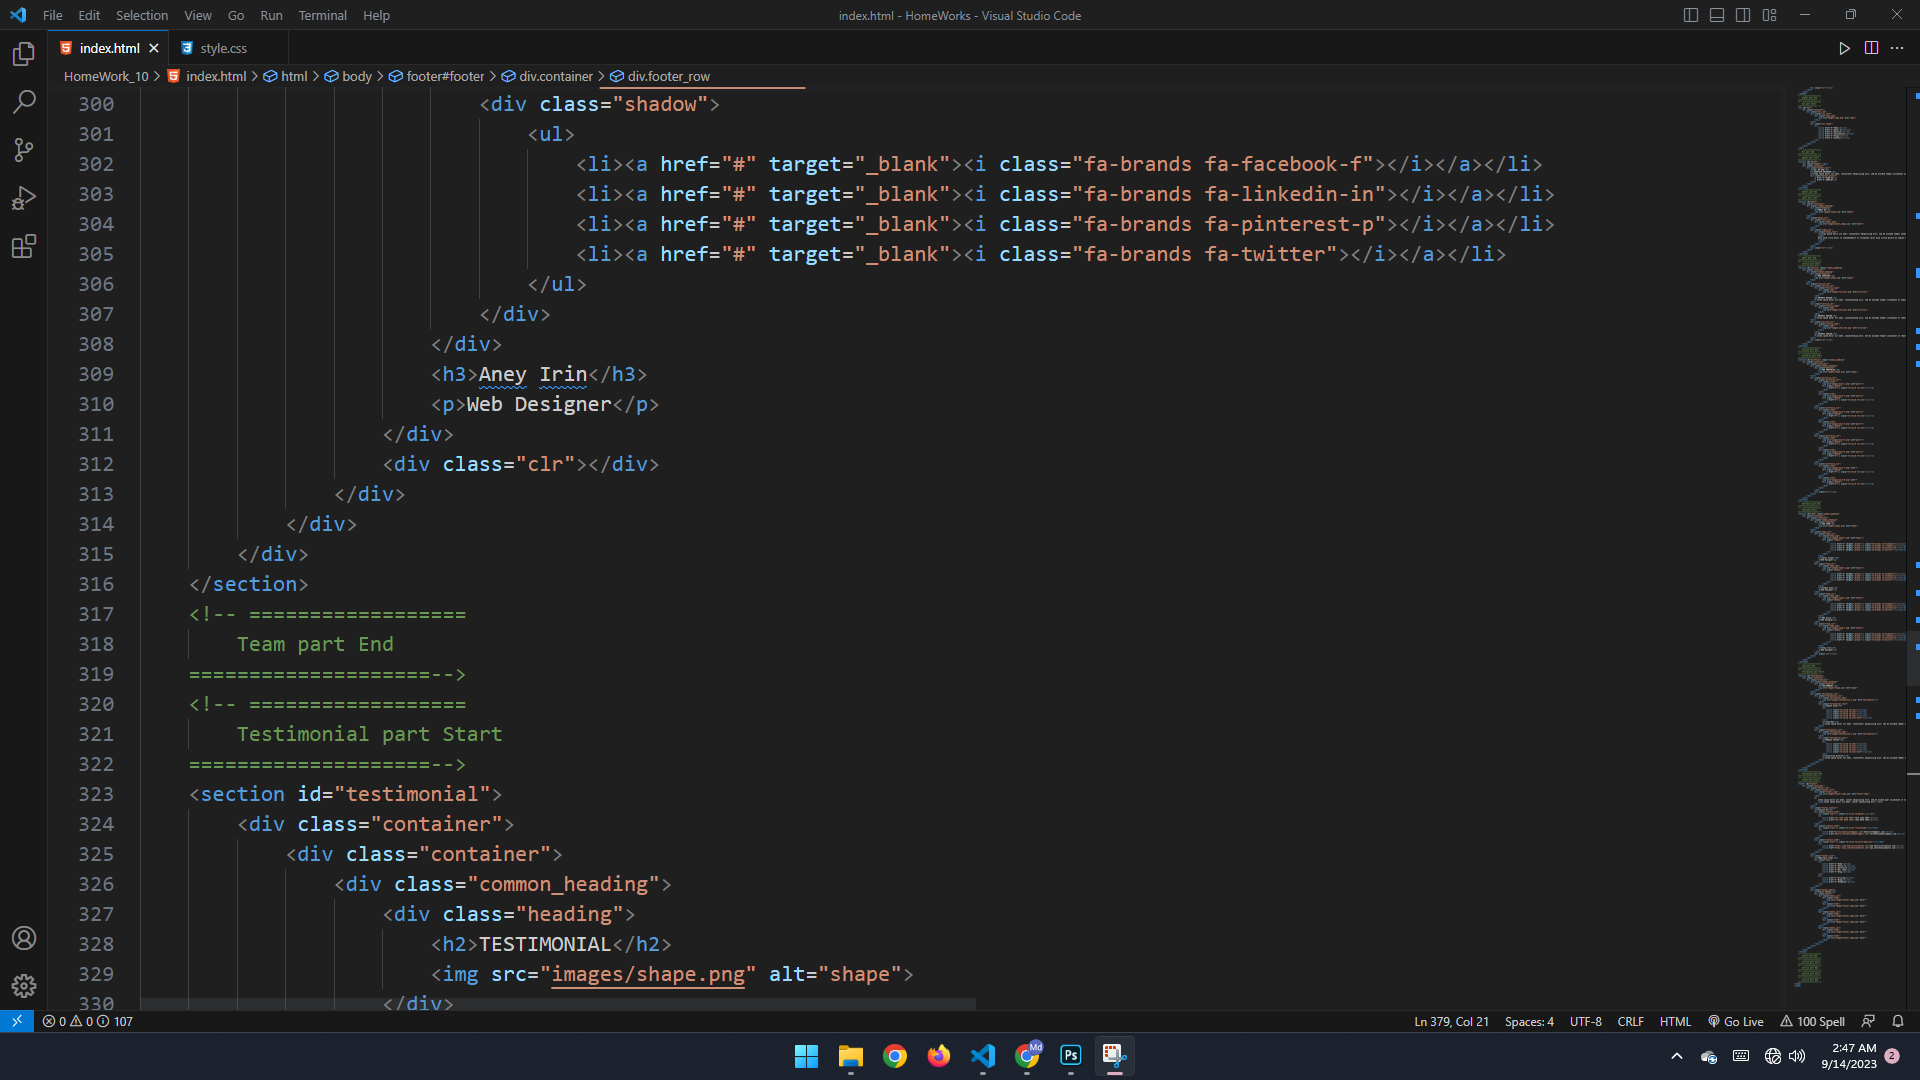 File Edit Selection View Go Run Terminal Help
index.html - HomeWorks - Visual Studio Code
index.html style.css
HomeWork_10 > index.html > html > body > footer#footer > div.container > div.footer_row
300 <div class="shadow">
301 <ul>
302 <li><a href="#" target="_blank"><i class="fa-brands fa-facebook-f"></i></a></li>
303 <li><a href="#" target="_blank"><i class="fa-brands fa-linkedin-in"></i></a></li>
304 <li><a href="#" target="_blank"><i class="fa-brands fa-pinterest-p"></i></a></li>
305 <li><a href="#" target="_blank"><i class="fa-brands fa-twitter"></i></a></li>
306 </ul>
307 </div>
308 </div>
309 <h3>Aney Irin</h3>
310 <p>Web Designer</p>
311 </div>
312 <div class="clr"></div>
313 </div>
314 </div>
315 </div>
316 </section>
317 <!-- ==================
318 Team part End
319 ====================-->
320 <!-- ==================
321 Testimonial part Start
322 ====================-->
323 <section id="testimonial">
324 <div class="container">
325 <div class="container">
326 <div class="common_heading">
327 <div class="heading">
328 <h2>TESTIMONIAL</h2>
329 <img src="images/shape.png" alt="shape">
330 </div>
0 0 107
Ln 379, Col 21 Spaces: 4 UTF-8 CRLF HTML Go Live 100 Spell
Md
Ps
2:47 AM
9/14/2023
2